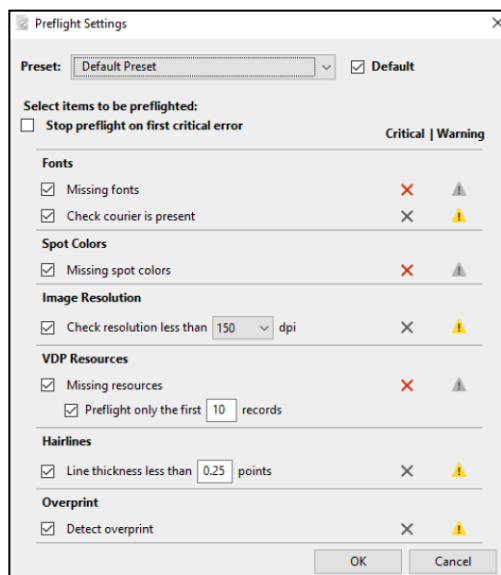 Preflight Settings
Preset: Default Preset Default
Select items to be preflighted:
Stop preflight on first critical error
Critical | Warning
Fonts
Missing fonts
Check courier is present
Spot Colors
Missing spot colors
Image Resolution
Check resolution less than 150 dpi
VDP Resources
Missing resources
Preflight only the first 10 records
Hairlines
Line thickness less than 0.25 points
Overprint
Detect overprint
OK Cancel